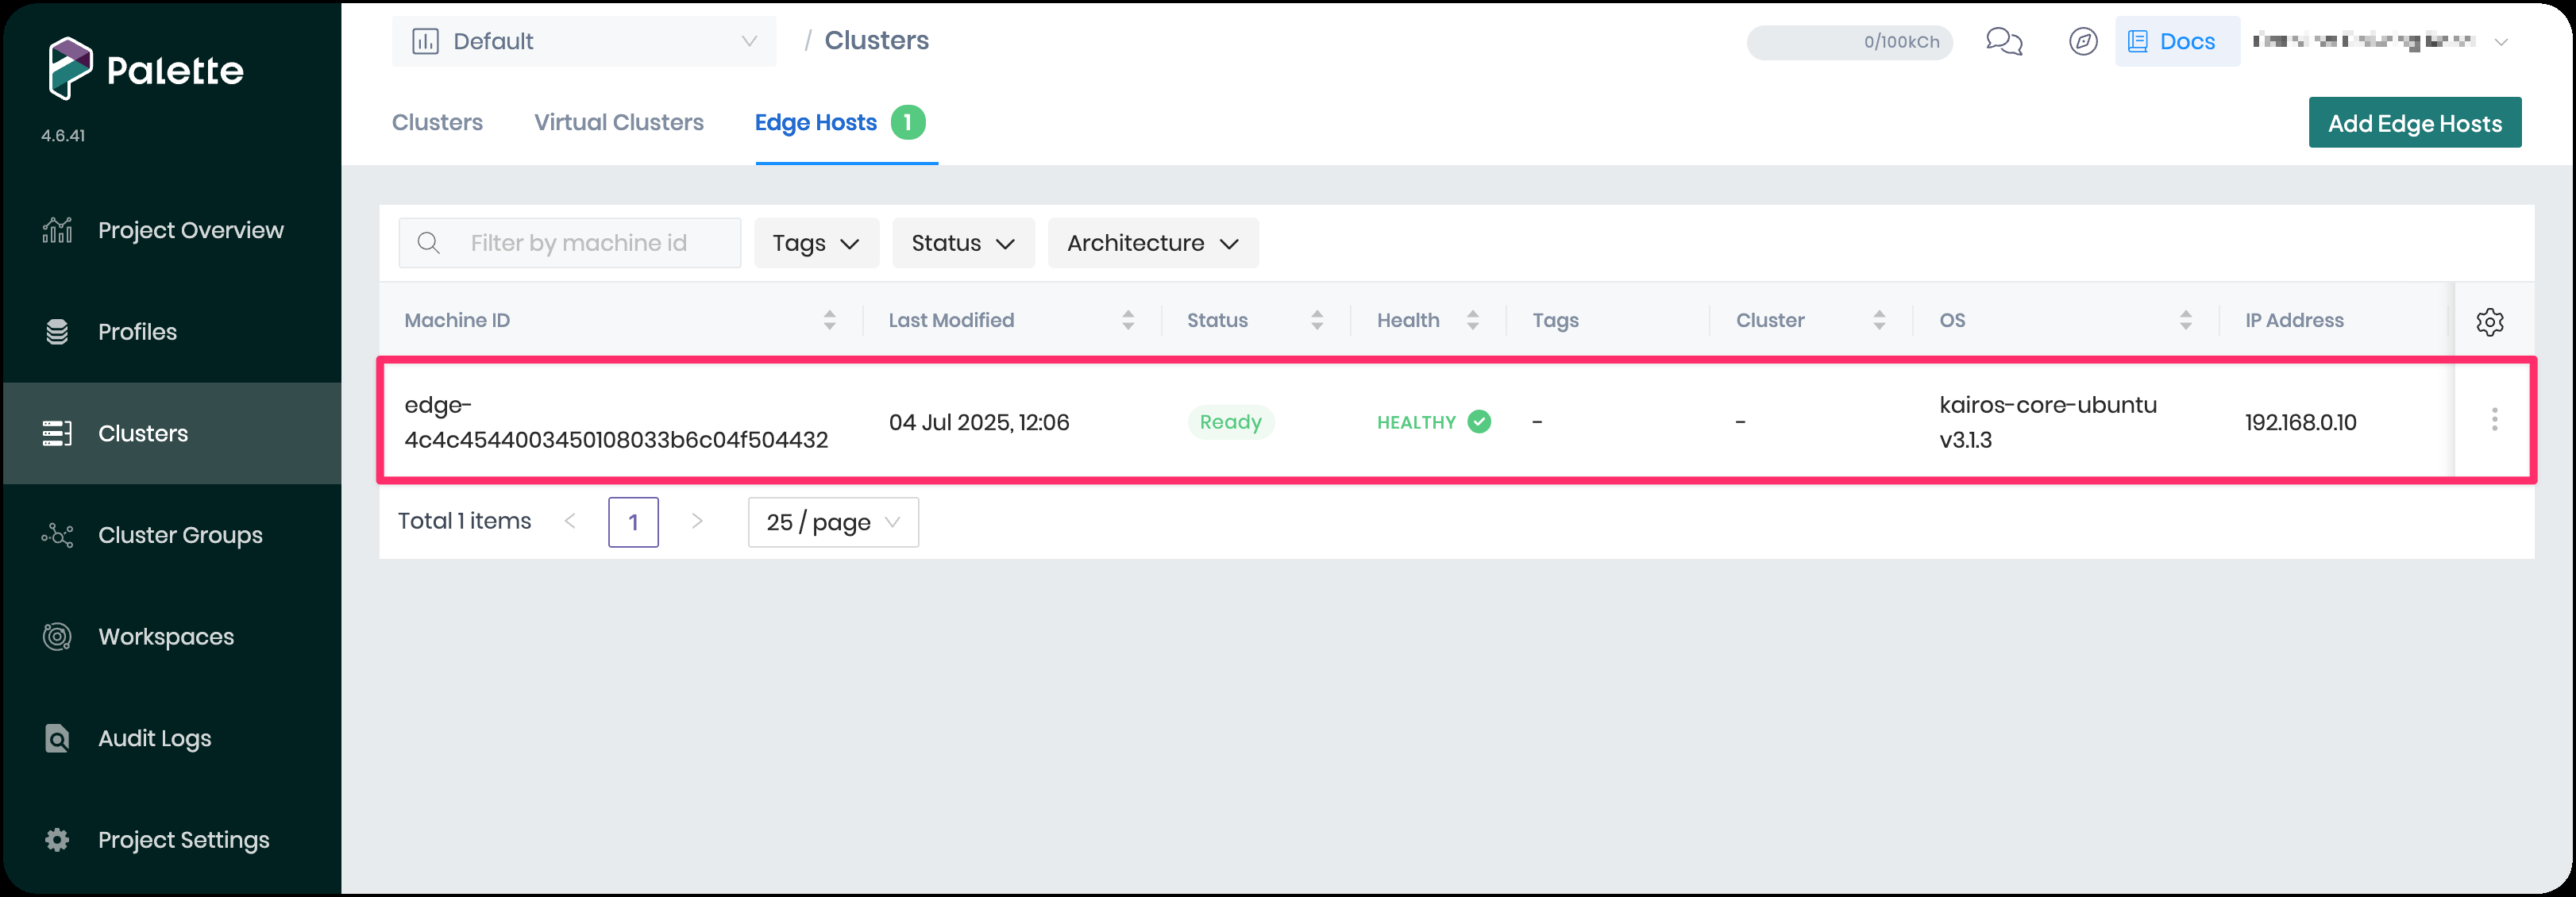 Palette
4.6.41
Project Overview
Profiles
Clusters
Cluster Groups
Workspaces
Audit Logs
Project Settings
Default
/ Clusters
0/100kCh
Docs
Clusters
Virtual Clusters
Edge Hosts 1
Add Edge Hosts
Filter by machine id
Tags
Status
Architecture
Machine ID
Last Modified
Status
Health
Tags
Cluster
OS
IP Address
edge-
4c4c4544003450108033b6c04f504432
04 Jul 2025, 12:06
Ready
HEALTHY
-
-
kairos-core-ubuntu
v3.1.3
192.168.0.10
Total 1 items
1
25 / page